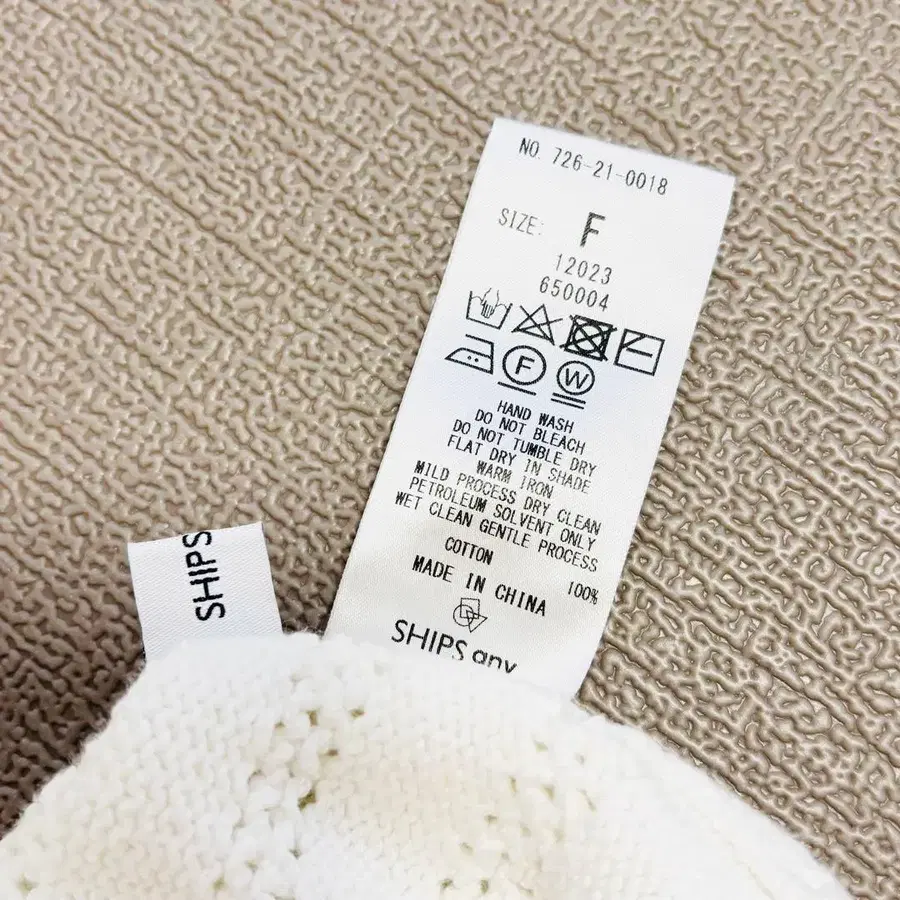 NO. 726-21-0018
SIZE: F
12023
650004
F W
HAND WASH
DO NOT BLEACH
DO NOT TUMBLE DRY
FLAT DRY IN SHADE
WARM IRON
MILD PROCESS DRY CLEAN
PETROLEUM SOLVENT ONLY
WET CLEAN GENTLE PROCESS
COTTON 100%
MADE IN CHINA
SHIPS any
SHIPS